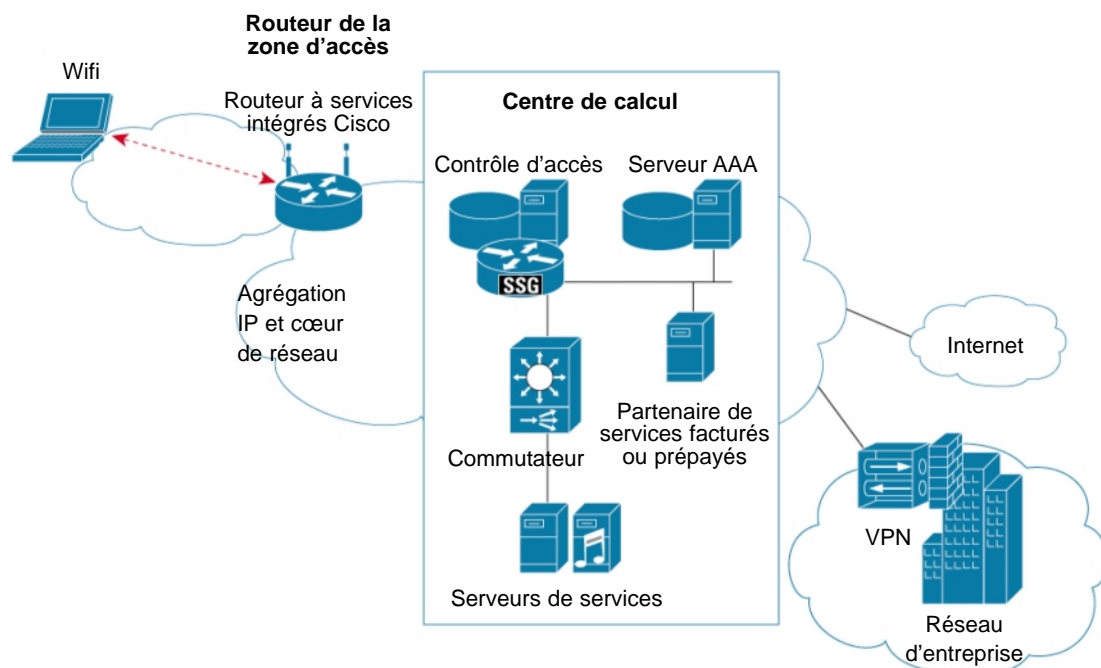 Routeur de la
zone d'accès
Wifi
Routeur à services
intégrés Cisco
Centre de calcul
Contrôle d'accès
Serveur AAA
SSG
Agrégation
IP et cœur
de réseau
Internet
Partenaire de
services facturés
ou prépayés
Commutateur
VPN
Serveurs de services
Réseau
d'entreprise